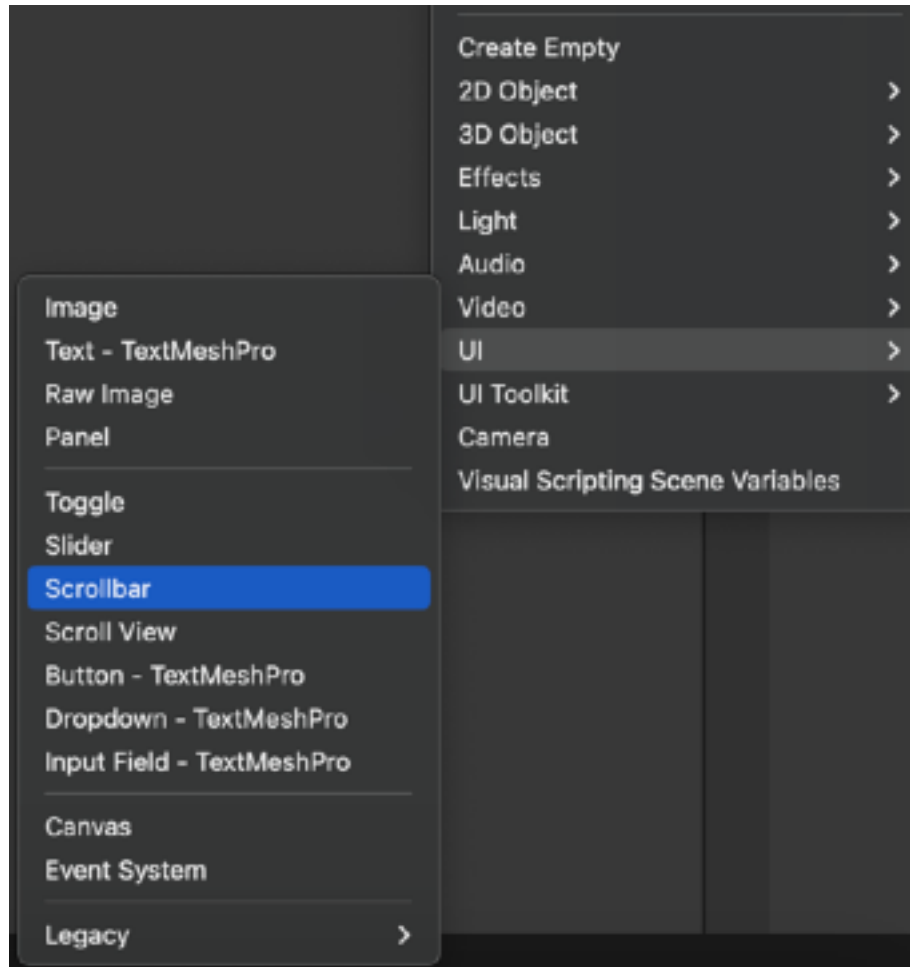 Create Empty
2D Object
3D Object
Effects
Light
Audio
Video
UI
UI Toolkit
Camera
Visual Scripting Scene Variables
Image
Text - TextMeshPro
Raw Image
Panel
Toggle
Slider
Scrollbar
Scroll View
Button - TextMeshPro
Dropdown - TextMeshPro
Input Field - TextMeshPro
Canvas
Event System
Legacy